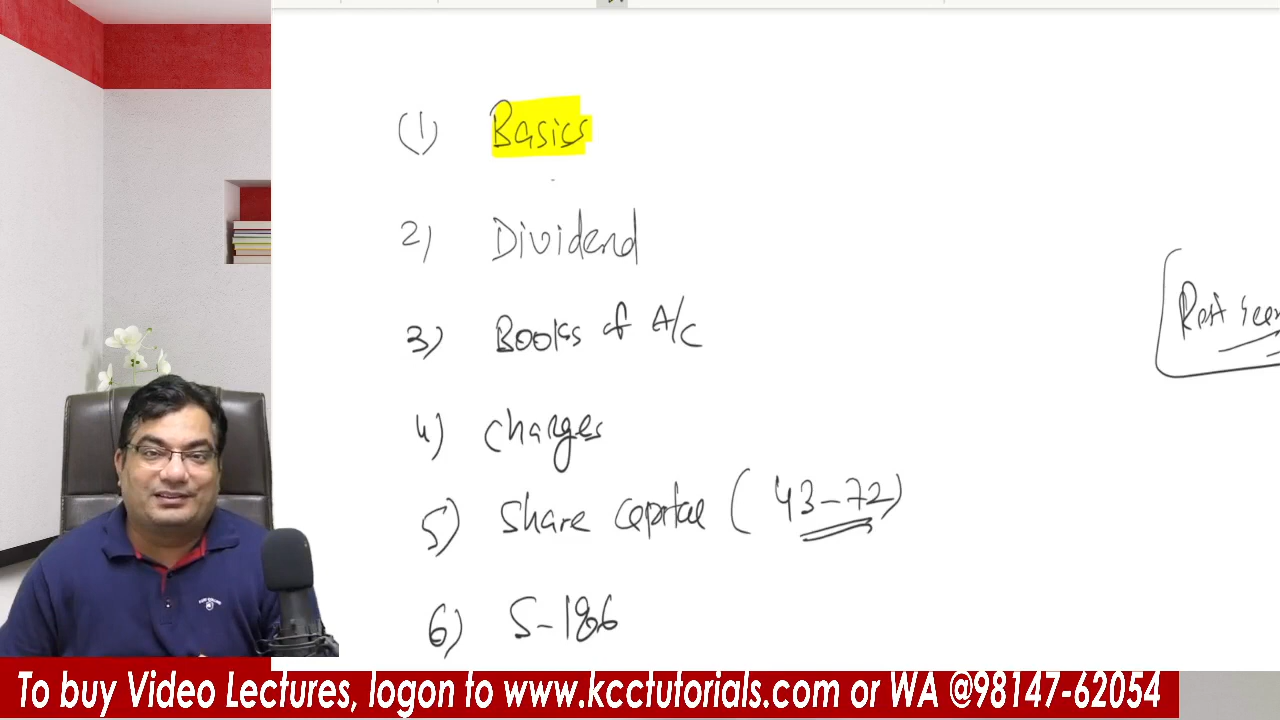 (1) Basics
2) Dividend
3) Books of A/C
4) Charges
5) Share capital (43-72)
6) S-186
To buy Video Lectures, logon to www.kcctutorials.com or WA @98147-62054